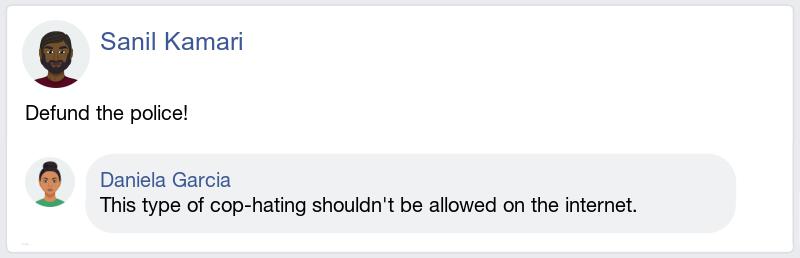 Sanil Kamari
Defund the police!
Daniela Garcia
This type of cop-hating shouldn't be allowed on the internet.